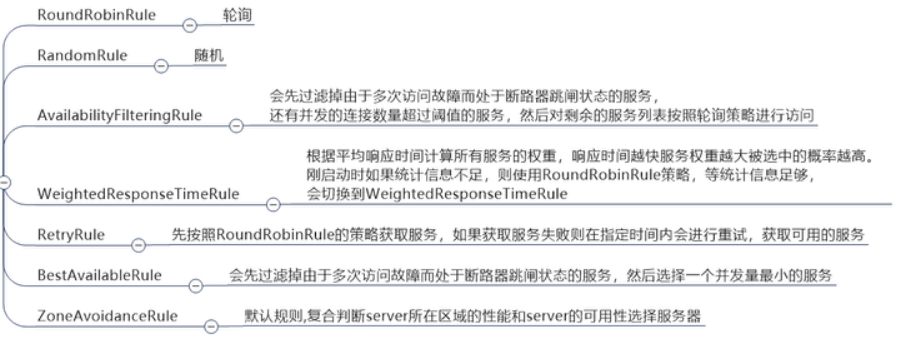 RoundRobinRule 轮询
RandomRule 随机
会先过滤掉由于多次访问故障而处于断路器跳闸状态的服务，
AvailabilityFilteringRule 还有并发的连接数量超过阈值的服务，然后对剩余的服务列表按照轮询策略进行访问
根据平均响应时间计算所有服务的权重，响应时间越快服务权重越大被选中的概率越高。
刚启动时如果统计信息不足，则使用RoundRobinRule策略，等统计信息足够，
WeightedResponseTimeRule 会切换到WeightedResponseTimeRule
RetryRule 先按照RoundRobinRule的策略获取服务，如果获取服务失败则在指定时间内会进行重试，获取可用的服务
BestAvailableRule 会先过滤掉由于多次访问故障而处于断路器跳闸状态的服务，然后选择一个并发量最小的服务
ZoneAvoidanceRule 默认规则,复合判断server所在区域的性能和server的可用性选择服务器